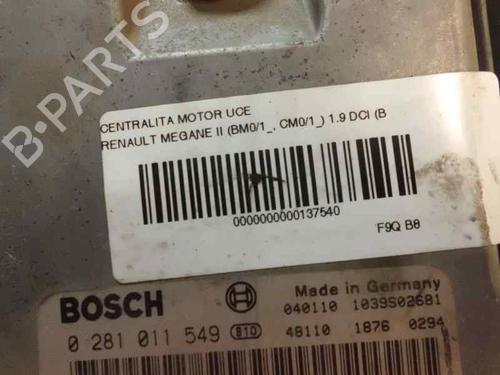 CENTRALITA MOTOR UCE
RENAULT MEGANE II (BM0/1_, CM0/1_) 1.9 DCI (B
0000000000137540
F9Q B8
BOSCH
Made in Germany
040110 1039S02681
0 281 011 549 B10
48110 1876 0294
B-PARTS